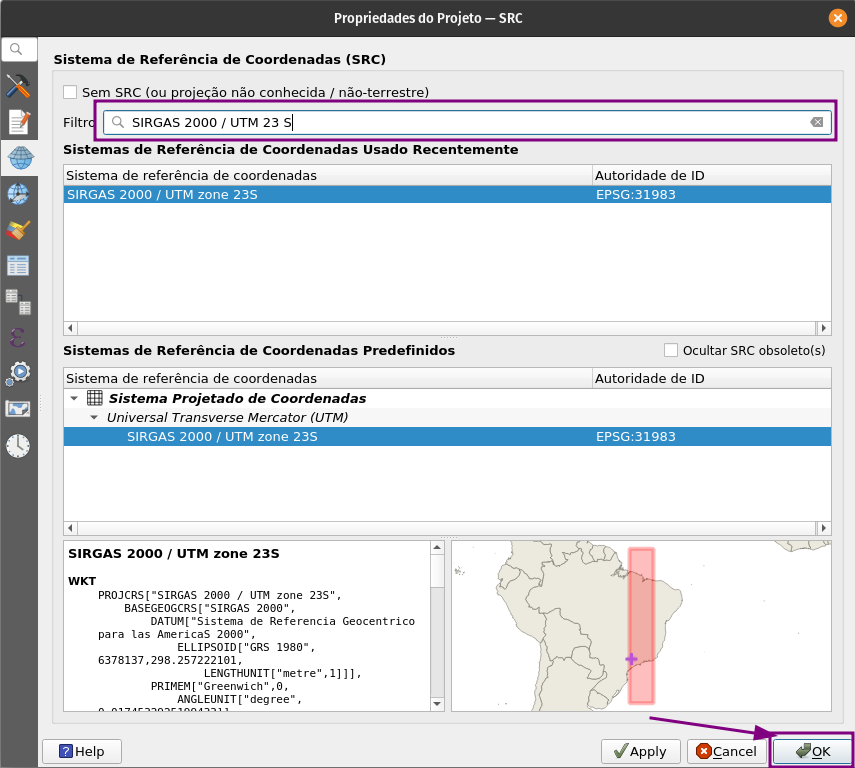 Propriedades do Projeto — SRC
Sistema de Referência de Coordenadas (SRC)
Sem SRC (ou projeção não conhecida / não-terrestre)
Filtro
SIRGAS 2000 / UTM 23 S
Sistemas de Referência de Coordenadas Usado Recentemente
Sistema de referência de coordenadas Autoridade de ID
SIRGAS 2000 / UTM zone 23S EPSG:31983
Sistemas de Referência de Coordenadas Predefinidos
Ocultar SRC obsoleto(s)
Sistema de referência de coordenadas Autoridade de ID
Sistema Projetado de Coordenadas
Universal Transverse Mercator (UTM)
SIRGAS 2000 / UTM zone 23S EPSG:31983
SIRGAS 2000 / UTM zone 23S
WKT
PROJCRS["SIRGAS 2000 / UTM zone 23S",
BASEGEOGCRS["SIRGAS 2000",
DATUM["Sistema de Referencia Geocentrico
para las AmericaS 2000",
ELLIPSOID["GRS 1980",
6378137,298.257222101,
LENGTHUNIT["metre",1]]],
PRIMEM["Greenwich",0,
ANGLEUNIT["degree",
Help
Apply
Cancel
OK